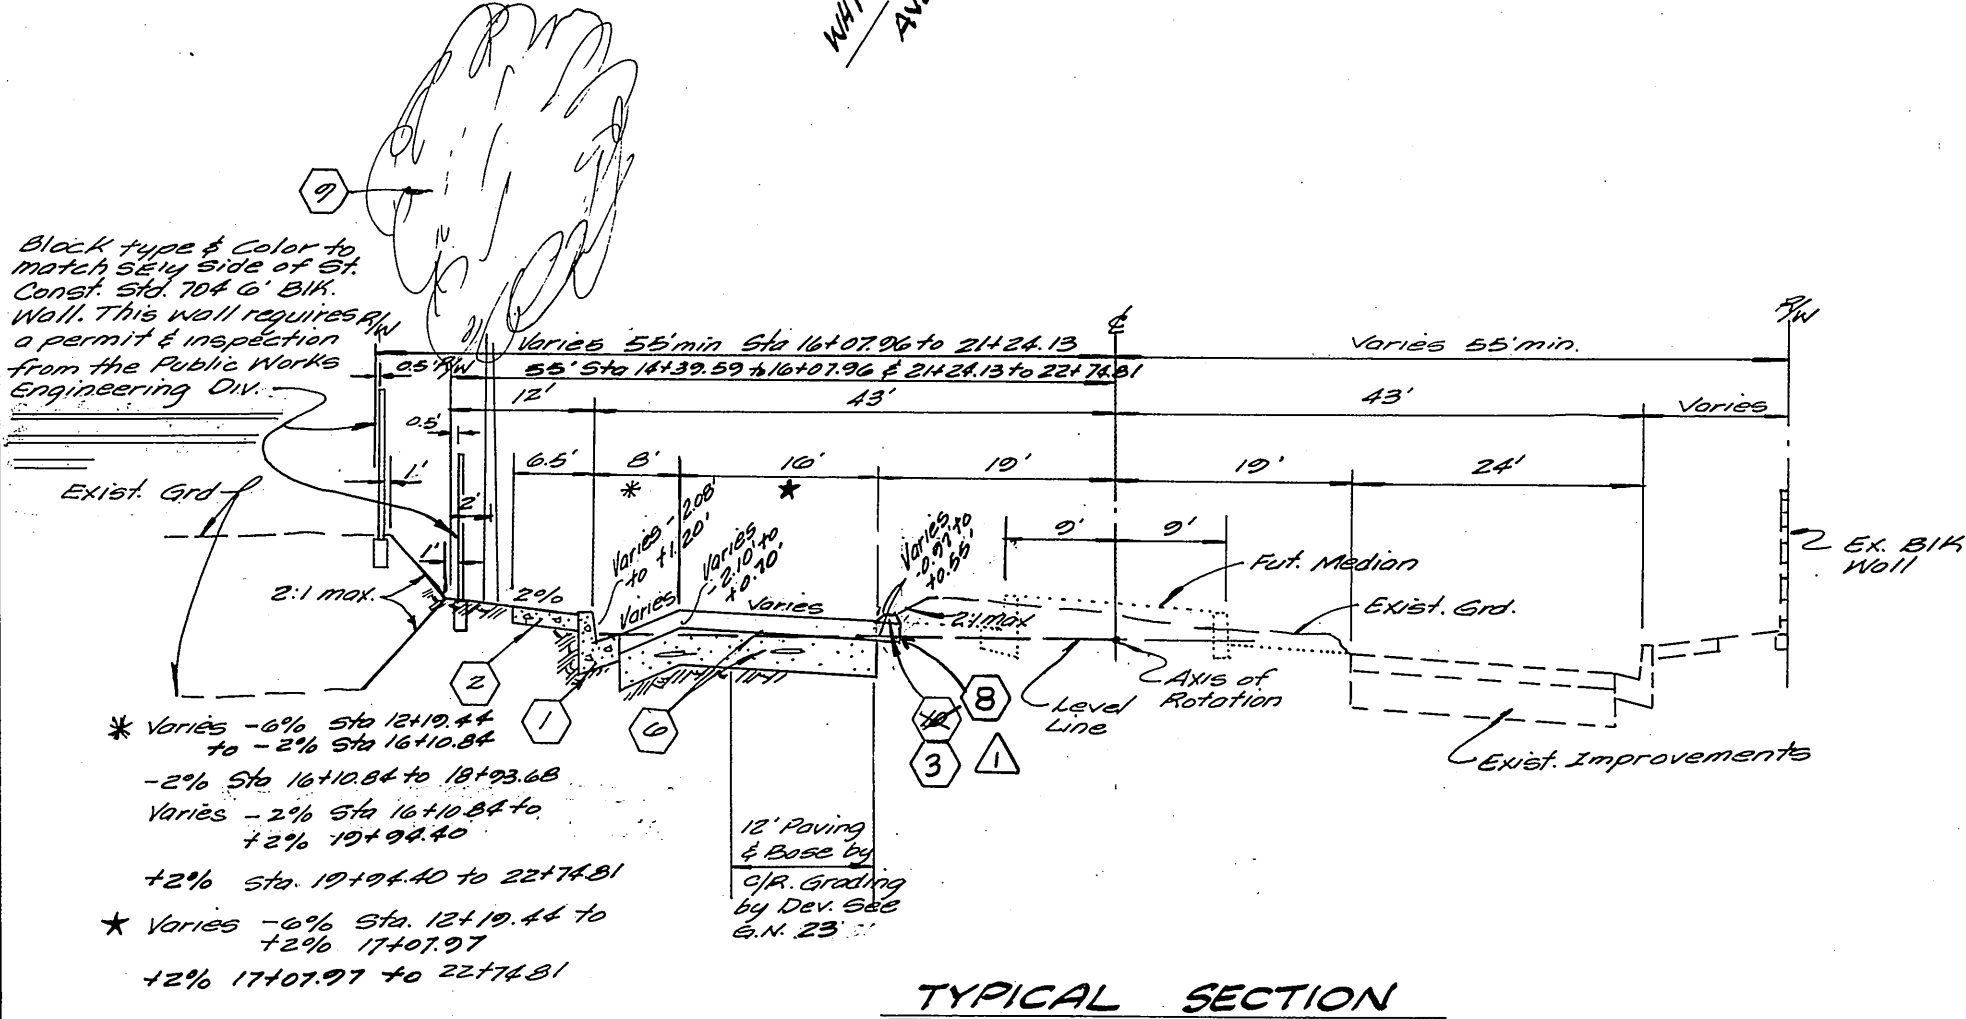 9
Block type & Color to
match SEly side of St.
Const. Std. 704 6' Blk.
Wall. This wall requires
a permit & inspection
from the Public Works
Engineering Div.
R/W
℄
R/W
Varies 55' min Sta 16+07.96 to 21+24.13
Varies 55' min.
0.5'
R/W
55' Sta 14+39.59 to 16+07.96 & 21+24.13 to 22+74.81
12'
43'
43'
Varies
0.5'
6.5'
8'
16'
19'
19'
24'
*
★
1'
2'
Exist. Grd
Varies -2.08'
to +1.20'
Varies
-2.10' to
+0.70'
Varies
-0.97' to
+0.55'
9'
9'
Fut. Median
Ex. Blk
Wall
1'
2:1 max.
2%
Varies
Varies
2:1 max
Exist. Grd.
2
1
6
8
3
1
Level
Line
Axis of
Rotation
Exist. Improvements
* Varies -6% Sta 12+19.44
to -2% Sta 16+10.84
-2% Sta 16+10.84 to 18+93.68
Varies -2% Sta 16+10.84 to
+2% 19+94.40
+2% Sta. 19+94.40 to 22+74.81
★ Varies -6% Sta. 12+19.44 to
+2% 17+07.97
+2% 17+07.97 to 22+74.81
12' Paving
& Base by
C/R. Grading
by Dev. See
G.N. 23
TYPICAL SECTION